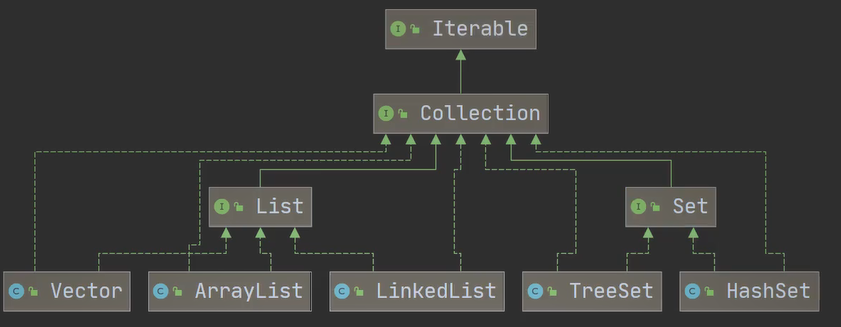 I Iterable
I Collection
I List
I Set
C Vector
C ArrayList
C LinkedList
C TreeSet
C HashSet